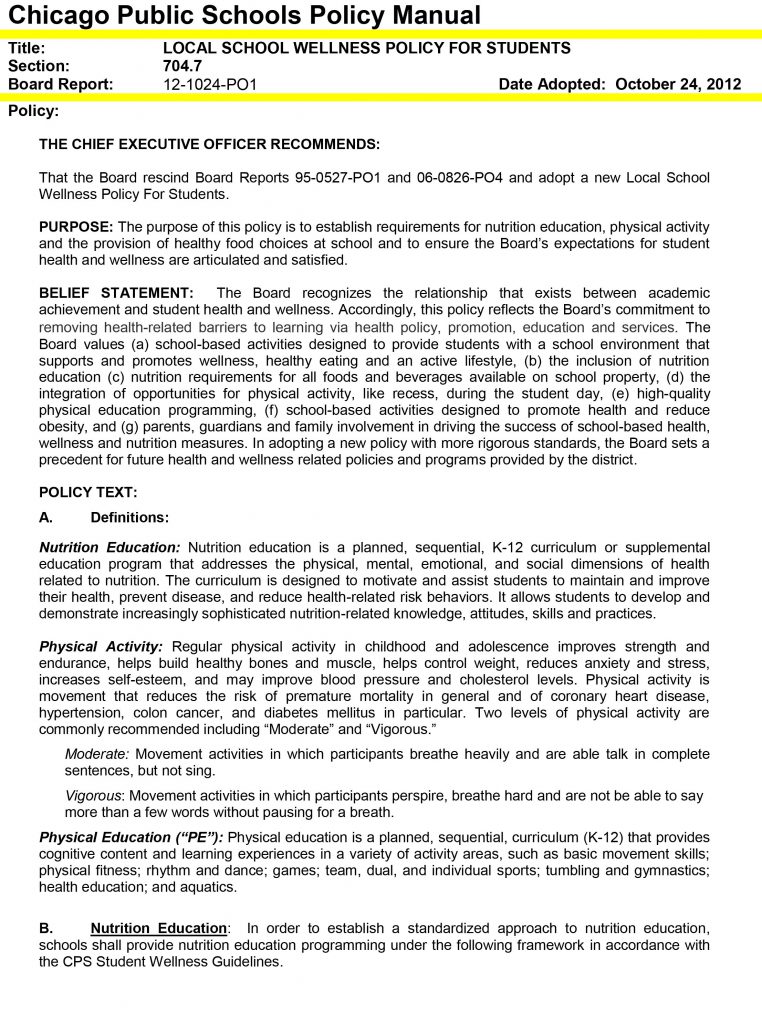 Chicago Public Schools Policy Manual
Title: LOCAL SCHOOL WELLNESS POLICY FOR STUDENTS
Section: 704.7
Board Report: 12-1024-PO1 Date Adopted: October 24, 2012
Policy:
THE CHIEF EXECUTIVE OFFICER RECOMMENDS:
That the Board rescind Board Reports 95-0527-PO1 and 06-0826-PO4 and adopt a new Local School
Wellness Policy For Students.
PURPOSE: The purpose of this policy is to establish requirements for nutrition education, physical activity
and the provision of healthy food choices at school and to ensure the Board's expectations for student
health and wellness are articulated and satisfied.
BELIEF STATEMENT: The Board recognizes the relationship that exists between academic
achievement and student health and wellness. Accordingly, this policy reflects the Board's commitment to
removing health-related barriers to learning via health policy, promotion, education and services. The
Board values (a) school-based activities designed to provide students with a school environment that
supports and promotes wellness, healthy eating and an active lifestyle, (b) the inclusion of nutrition
education (c) nutrition requirements for all foods and beverages available on school property, (d) the
integration of opportunities for physical activity, like recess, during the student day, (e) high-quality
physical education programming, (f) school-based activities designed to promote health and reduce
obesity, and (g) parents, guardians and family involvement in driving the success of school-based health,
wellness and nutrition measures. In adopting a new policy with more rigorous standards, the Board sets a
precedent for future health and wellness related policies and programs provided by the district.
POLICY TEXT:
A. Definitions:
Nutrition Education: Nutrition education is a planned, sequential, K-12 curriculum or supplemental
education program that addresses the physical, mental, emotional, and social dimensions of health
related to nutrition. The curriculum is designed to motivate and assist students to maintain and improve
their health, prevent disease, and reduce health-related risk behaviors. It allows students to develop and
demonstrate increasingly sophisticated nutrition-related knowledge, attitudes, skills and practices.
Physical Activity: Regular physical activity in childhood and adolescence improves strength and
endurance, helps build healthy bones and muscle, helps control weight, reduces anxiety and stress,
increases self-esteem, and may improve blood pressure and cholesterol levels. Physical activity is
movement that reduces the risk of premature mortality in general and of coronary heart disease,
hypertension, colon cancer, and diabetes mellitus in particular. Two levels of physical activity are
commonly recommended including “Moderate” and “Vigorous.”
Moderate: Movement activities in which participants breathe heavily and are able talk in complete
sentences, but not sing.
Vigorous: Movement activities in which participants perspire, breathe hard and are not be able to say
more than a few words without pausing for a breath.
Physical Education (“PE”): Physical education is a planned, sequential, curriculum (K-12) that provides
cognitive content and learning experiences in a variety of activity areas, such as basic movement skills;
physical fitness; rhythm and dance; games; team, dual, and individual sports; tumbling and gymnastics;
health education; and aquatics.
B. Nutrition Education: In order to establish a standardized approach to nutrition education,
schools shall provide nutrition education programming under the following framework in accordance with
the CPS Student Wellness Guidelines.